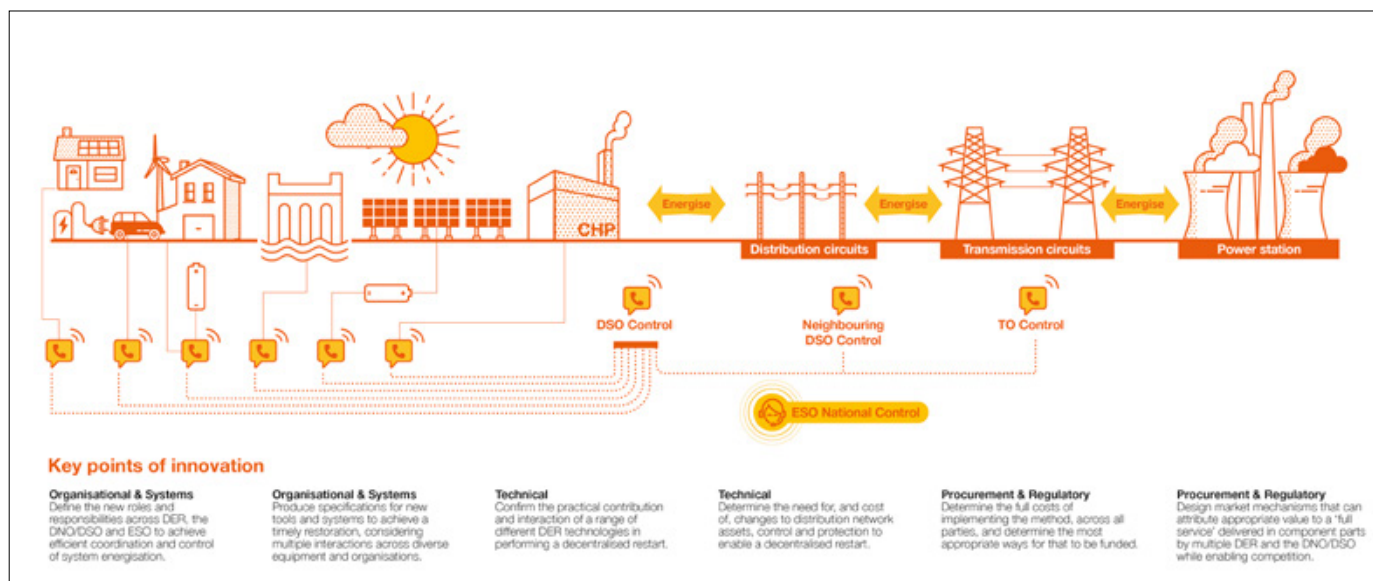 CHP
Energise
Energise
Energise
Distribution circuits
Transmission circuits
Power station
DSO Control
Neighbouring
DSO Control
TO Control
ESO National Control
Key points of innovation
Organisational & Systems
Define the new roles and
responsibilities across DER, the
DNO/DSO and ESO to achieve
efficient coordination and control
of system energisation.
Organisational & Systems
Produce specifications for new
tools and systems to achieve a
timely restoration, considering
multiple interactions across diverse
equipment and organisations.
Technical
Confirm the practical contribution
and interaction of a range of
different DER technologies in
performing a decentralised restart.
Technical
Determine the need for, and cost
of, changes to distribution network
assets, control and protection to
enable a decentralised restart.
Procurement & Regulatory
Determine the full costs of
implementing the method, across all
parties, and determine the most
appropriate ways for that to be funded.
Procurement & Regulatory
Design market mechanisms that can
attribute appropriate value to a 'full
service' delivered in component parts
by multiple DER and the DNO/DSO
while enabling competition.